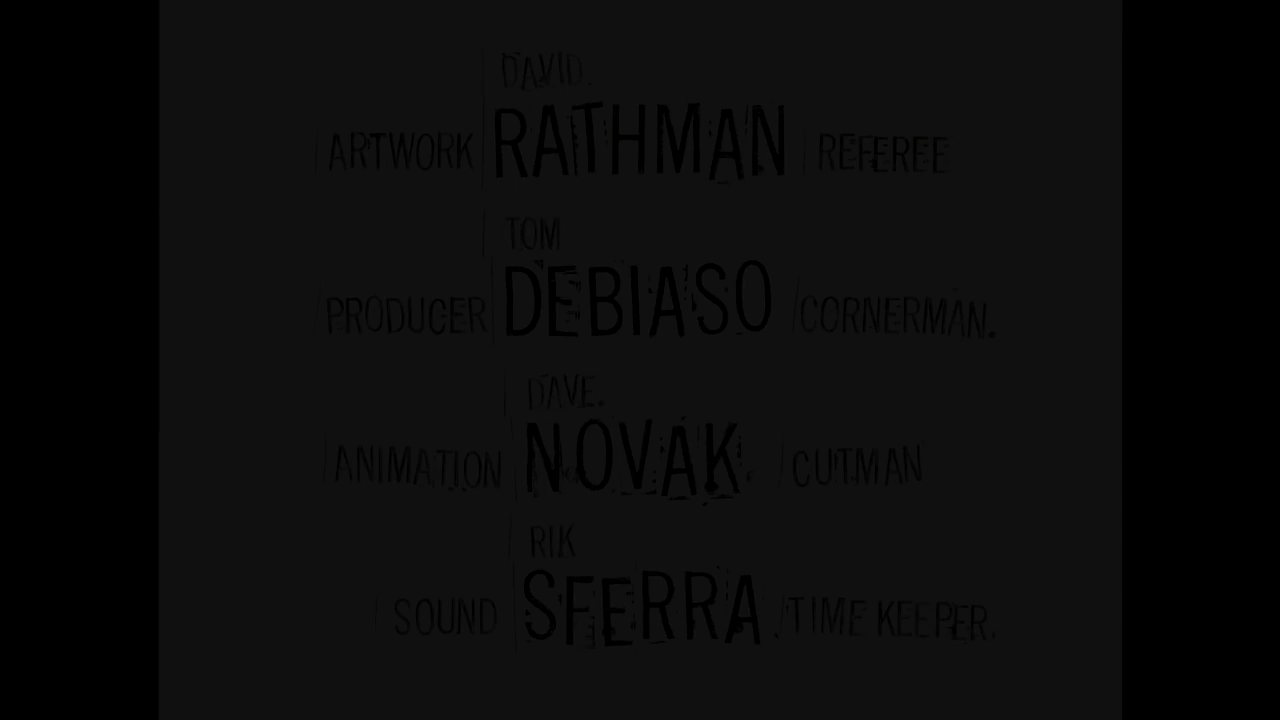 DAVID.
ARTWORK RATHMAN REFEREE
TOM
PRODUCER DEBIASO CORNERMAN.
DAVE.
ANIMATION NOVAK CUTMAN
RIK
SOUND SFERRA TIME KEEPER.